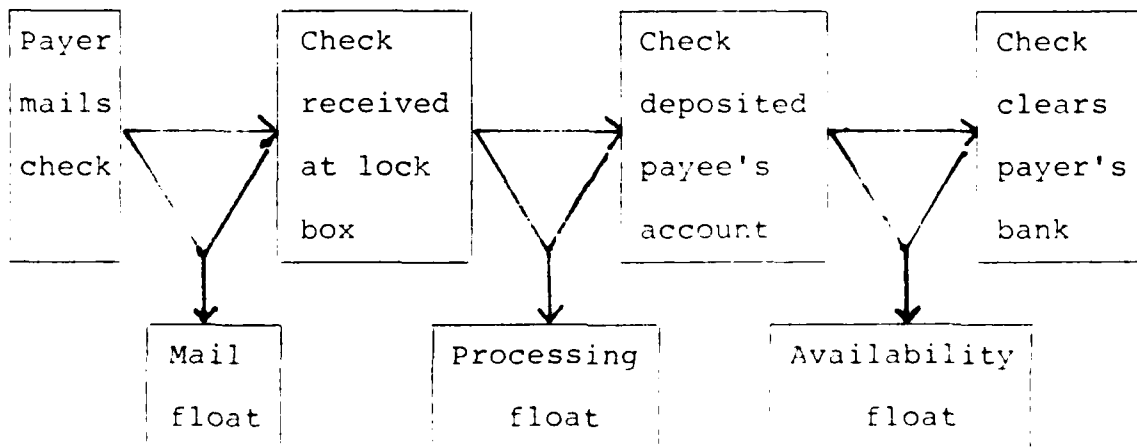 Payer
mails
check
Check
received
at lock
box
Check
deposited
payee's
account
Check
clears
payer's
bank
Mail
float
Processing
float
Availability
float